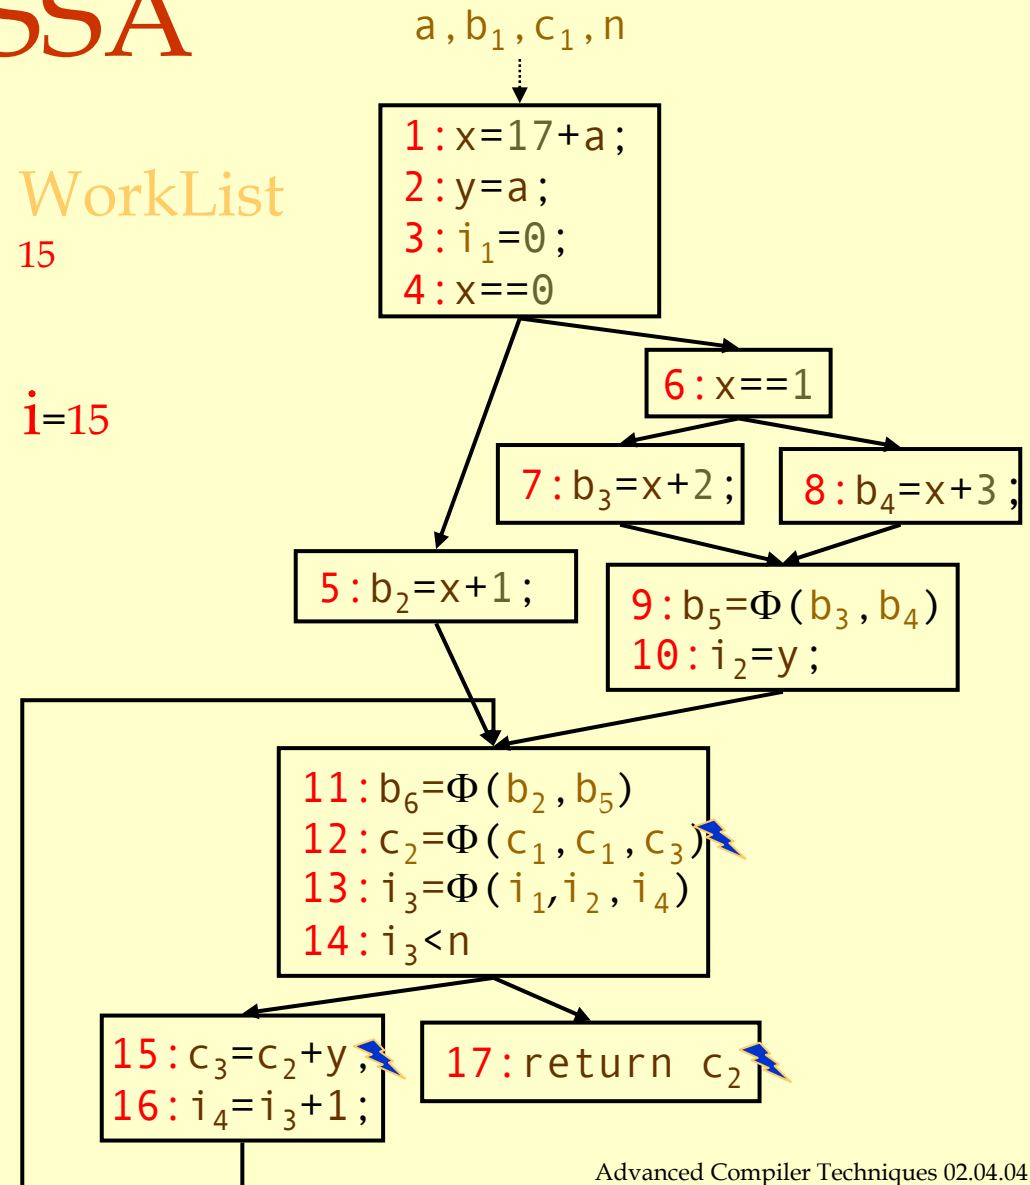 SSA
a,b₁,c₁,n
WorkList
15
i=15
1:x=17+a;
2:y=a;
3:i₁=0;
4:x==0
6:x==1
7:b₃=x+2;
8:b₄=x+3;
5:b₂=x+1;
9:b₅=Φ(b₃,b₄)
10:i₂=y;
11:b₆=Φ(b₂,b₅)
12:c₂=Φ(c₁,c₁,c₃)
13:i₃=Φ(i₁,i₂,i₄)
14:i₃<n
15:c₃=c₂+y;
16:i₄=i₃+1;
17:return c₂
Advanced Compiler Techniques 02.04.04